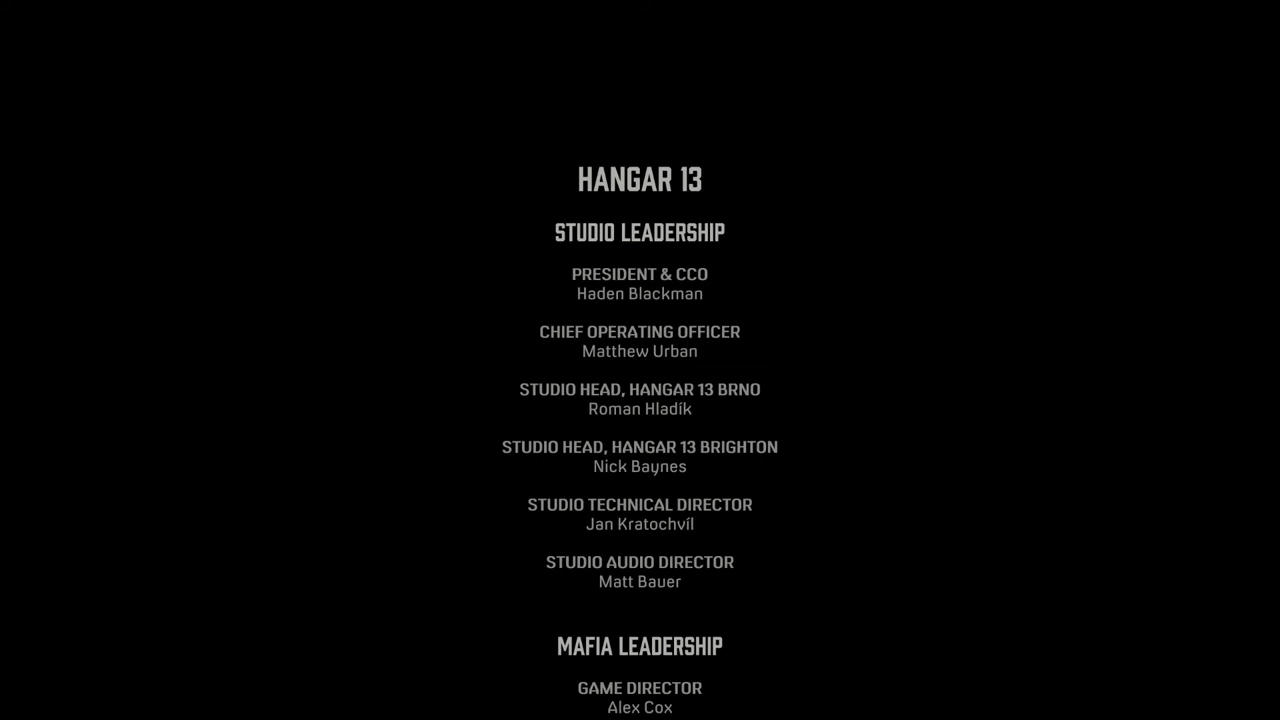 HANGAR 13
STUDIO LEADERSHIP
PRESIDENT & CCO
Haden Blackman
CHIEF OPERATING OFFICER
Matthew Urban
STUDIO HEAD, HANGAR 13 BRNO
Roman Hladík
STUDIO HEAD, HANGAR 13 BRIGHTON
Nick Baynes
STUDIO TECHNICAL DIRECTOR
Jan Kratochvíl
STUDIO AUDIO DIRECTOR
Matt Bauer
MAFIA LEADERSHIP
GAME DIRECTOR
Alex Cox